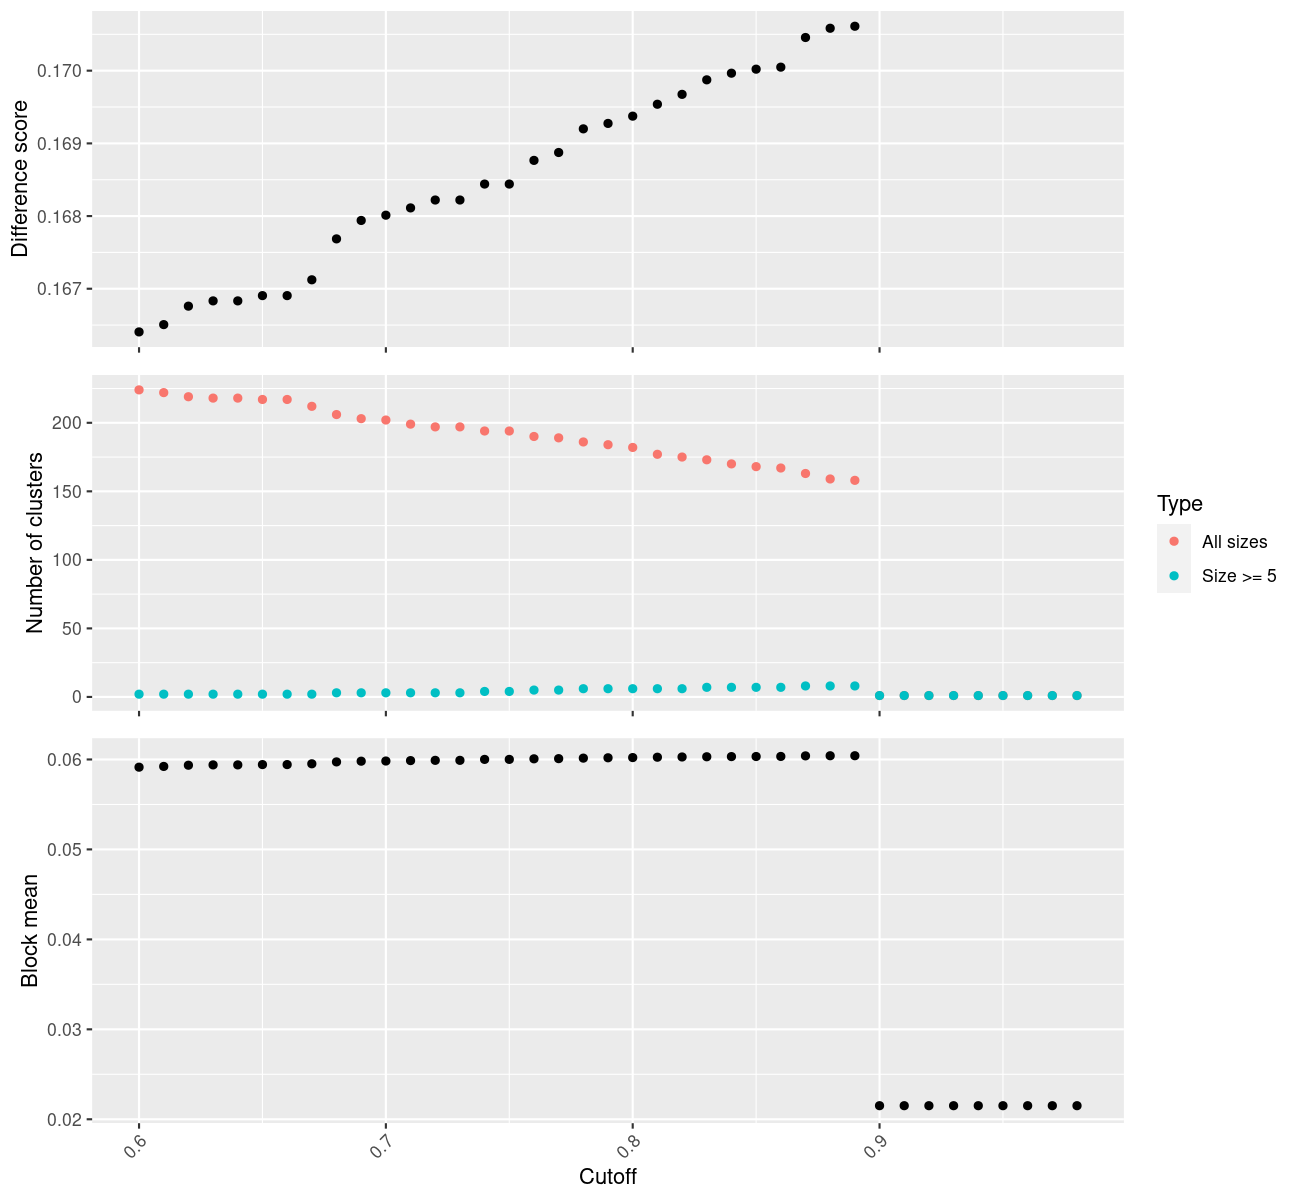 Difference score
0.170
0.169
0.168
0.167
Number of clusters
200
150
100
50
0
Type
All sizes
Size >= 5
Block mean
0.06
0.05
0.04
0.03
0.02
0.6
0.7
0.8
0.9
Cutoff